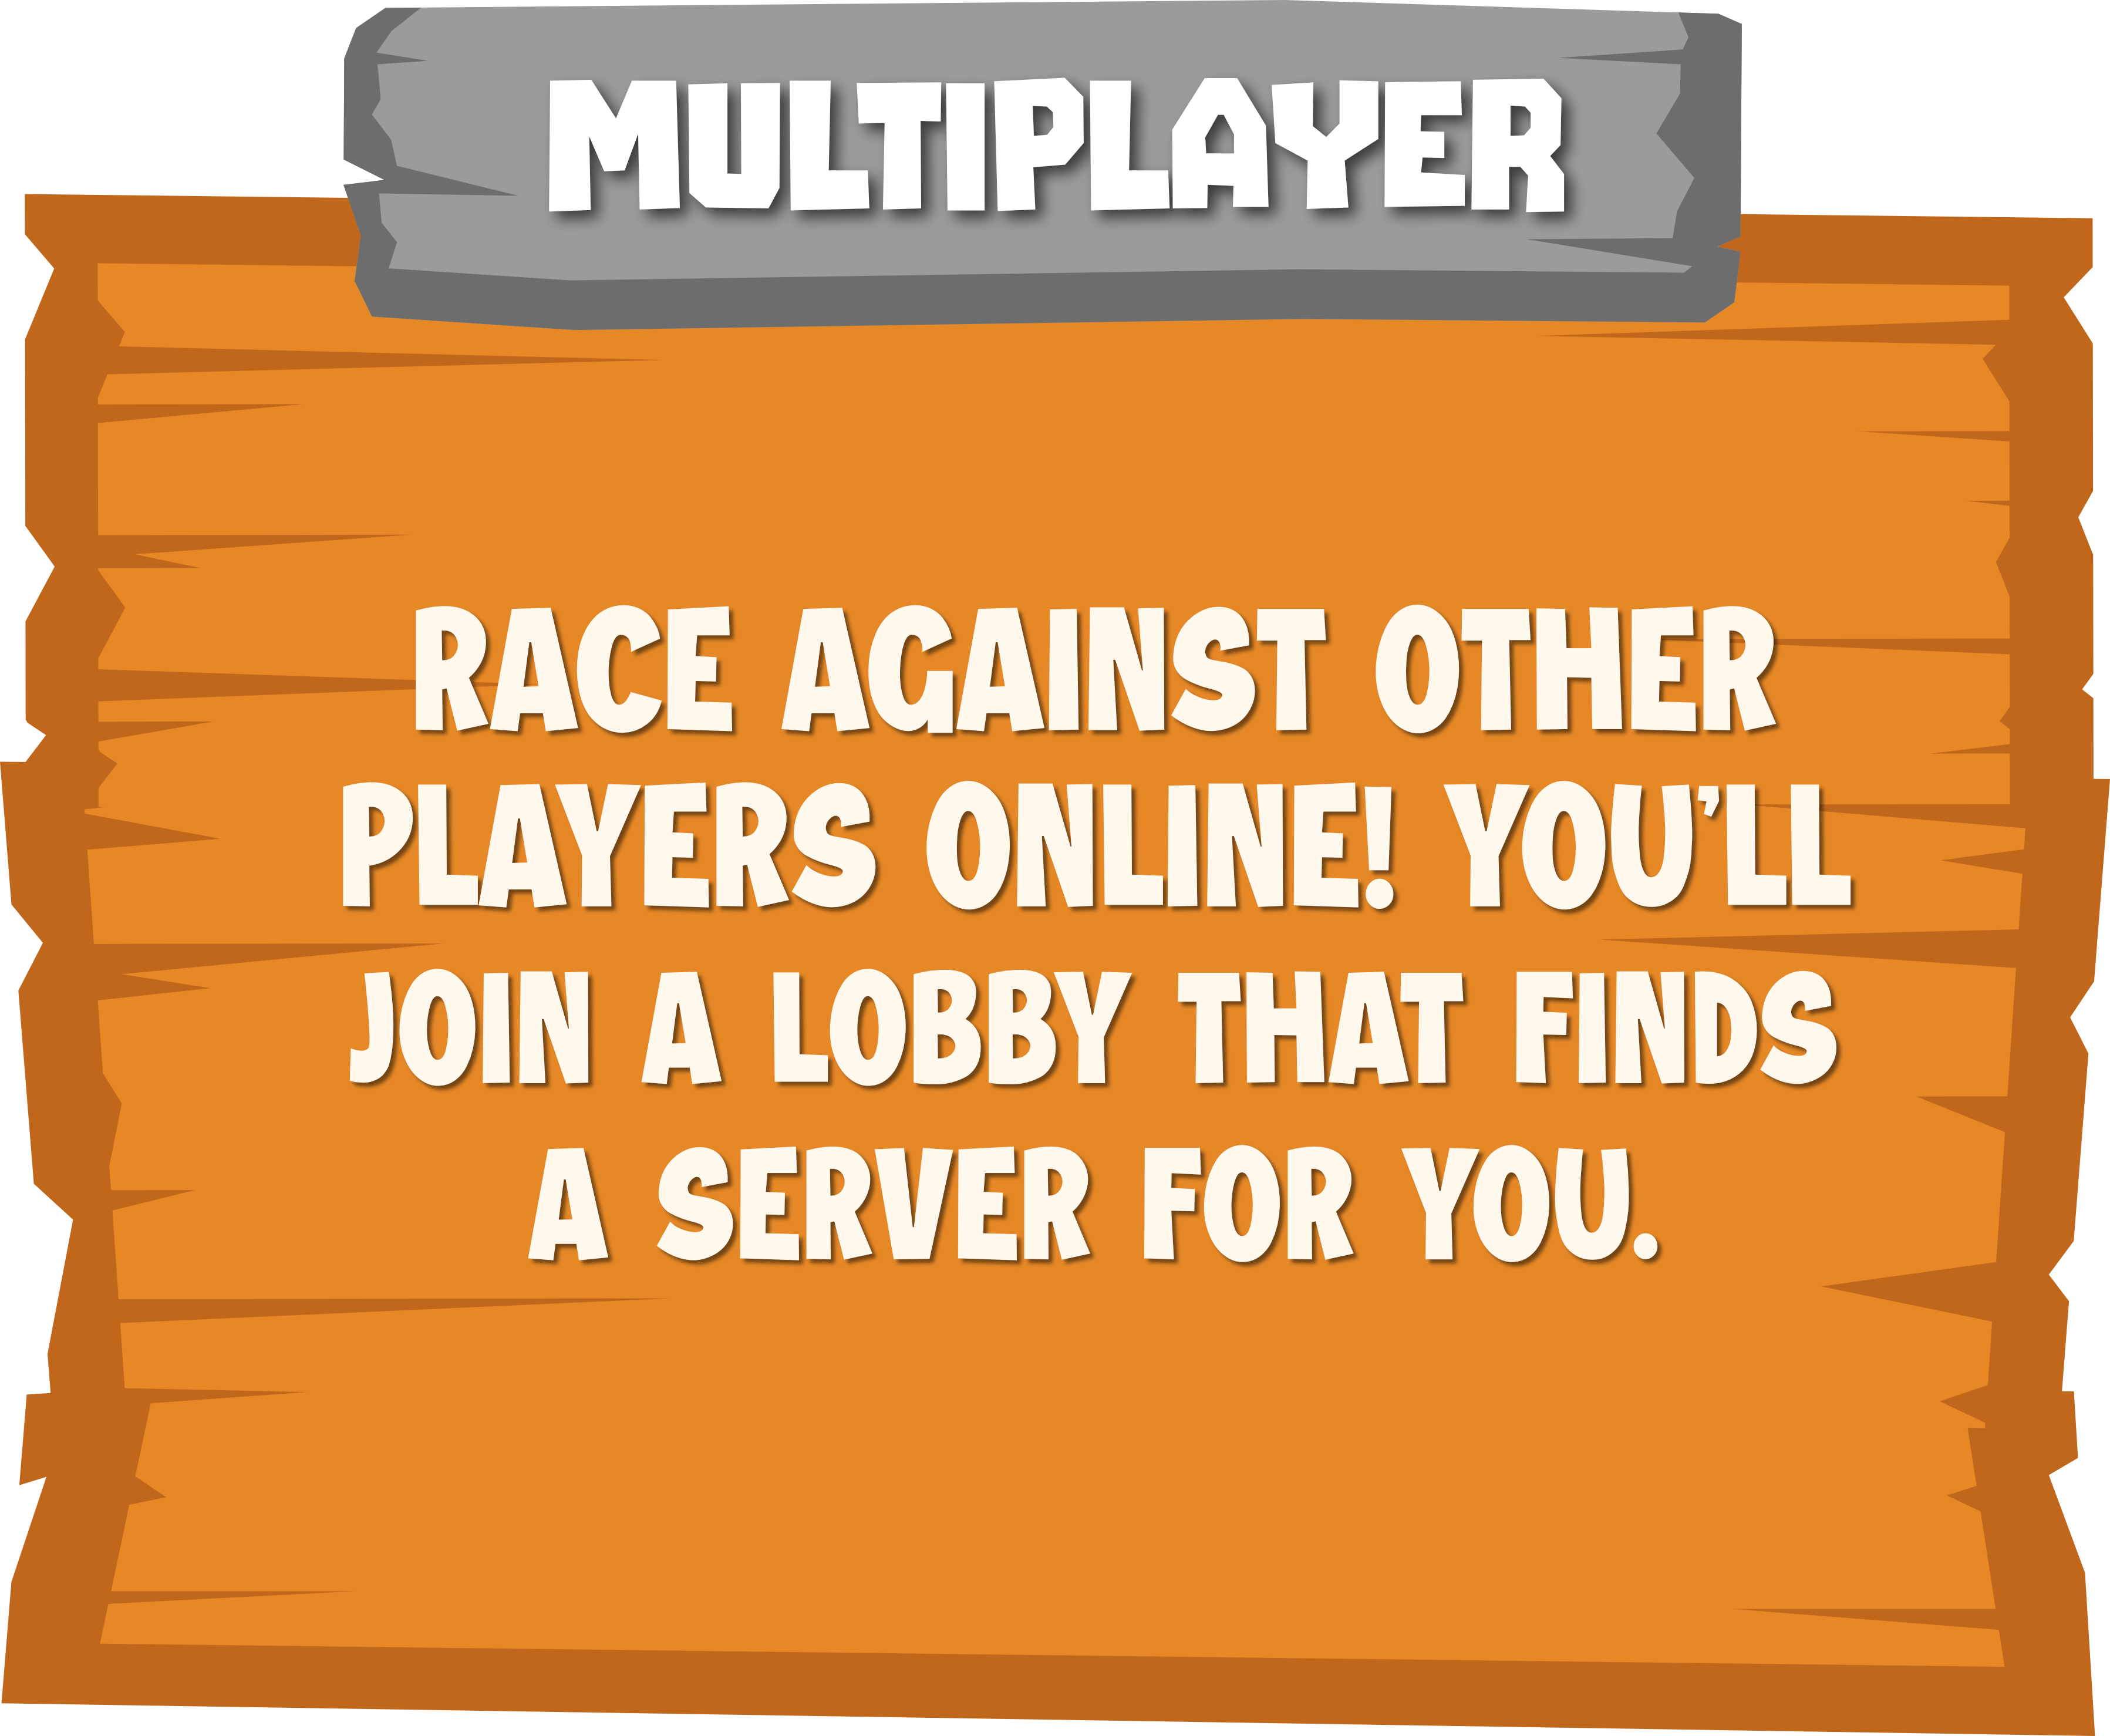 MULTIPLAYER
RACE AGAINST OTHER
PLAYERS ONLINE! YOU'LL
JOIN A LOBBY THAT FINDS
A SERVER FOR YOU.